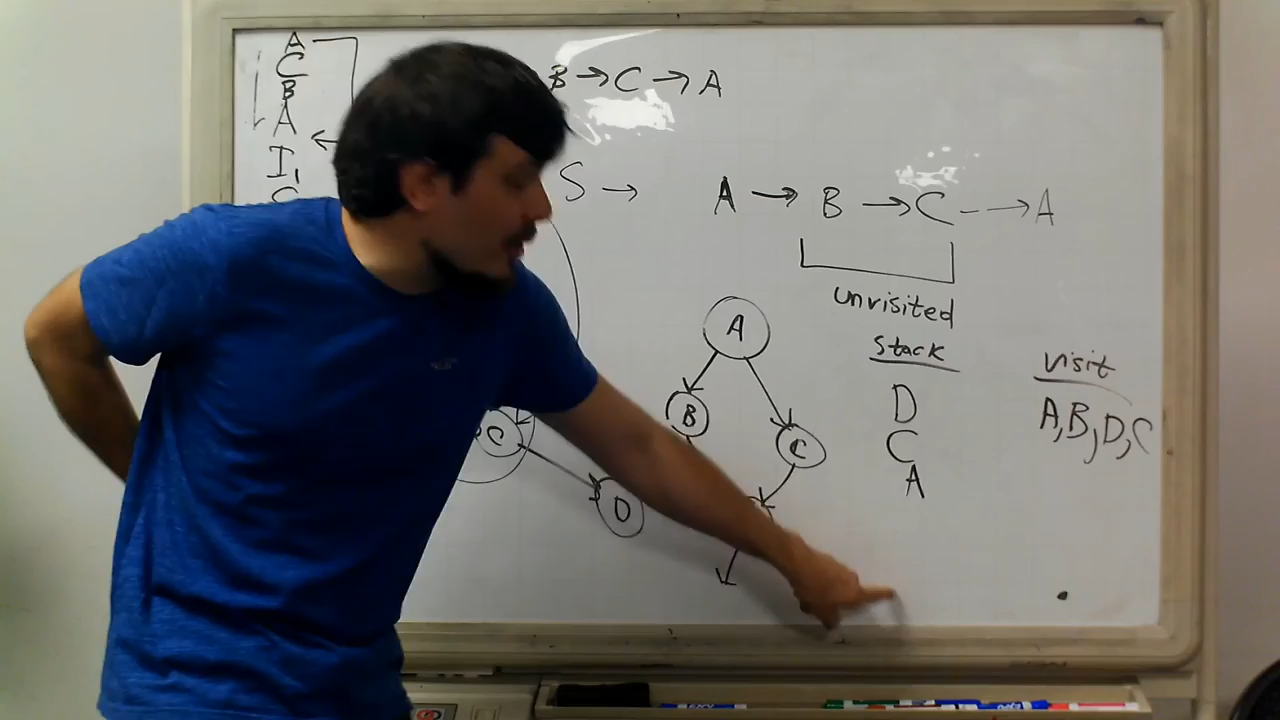 A
C
B
A
I,
B → C → A
S →
A → B → C → A
unvisited
A
B
C
C
D
stack
D
C
A
visit
A,B,D,C